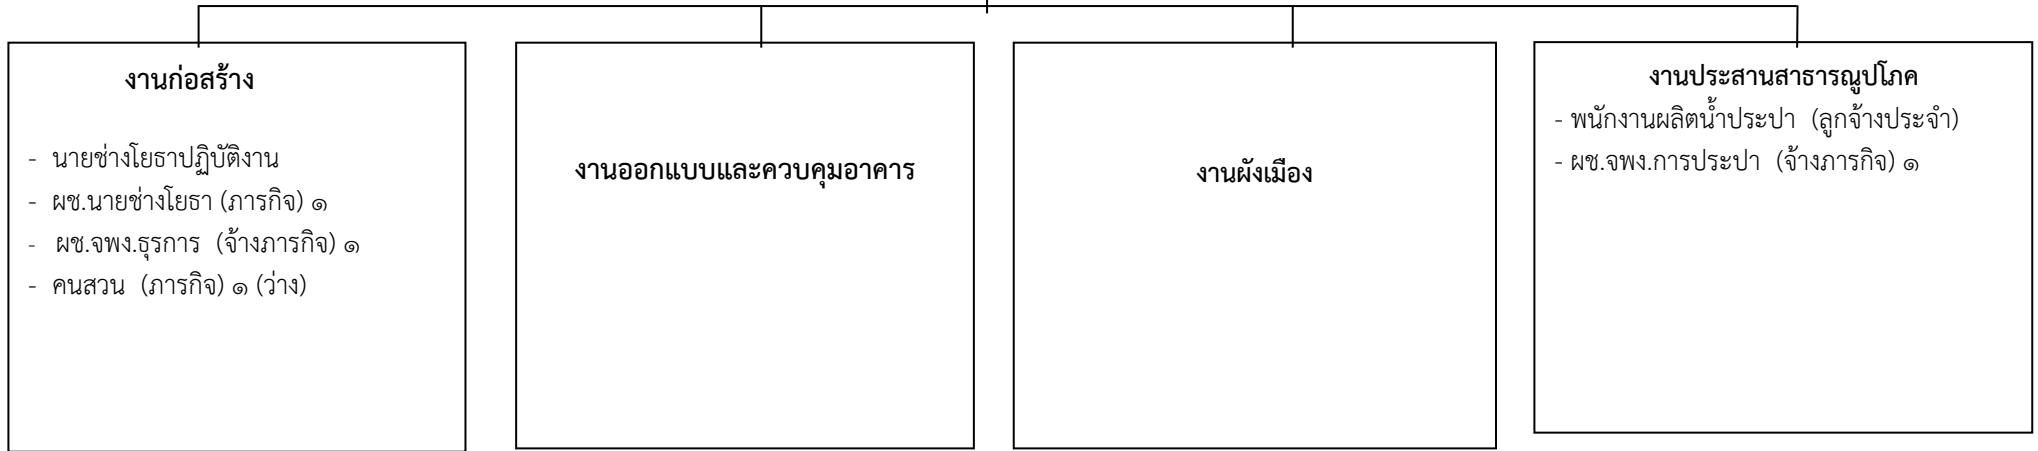 งานก่อสร้าง
- นายช่างโยธาปฏิบัติงาน
- ผช.นายช่างโยธา (ภารกิจ) ๑
- ผช.จพง.ธุรการ (จ้างภารกิจ) ๑
- คนสวน (ภารกิจ) ๑ (ว่าง)
งานออกแบบและควบคุมอาคาร
งานผังเมือง
งานประสานสาธารณูปโภค
- พนักงานผลิตน้ำประปา (ลูกจ้างประจำ)
- ผช.จพง.การประปา (จ้างภารกิจ) ๑